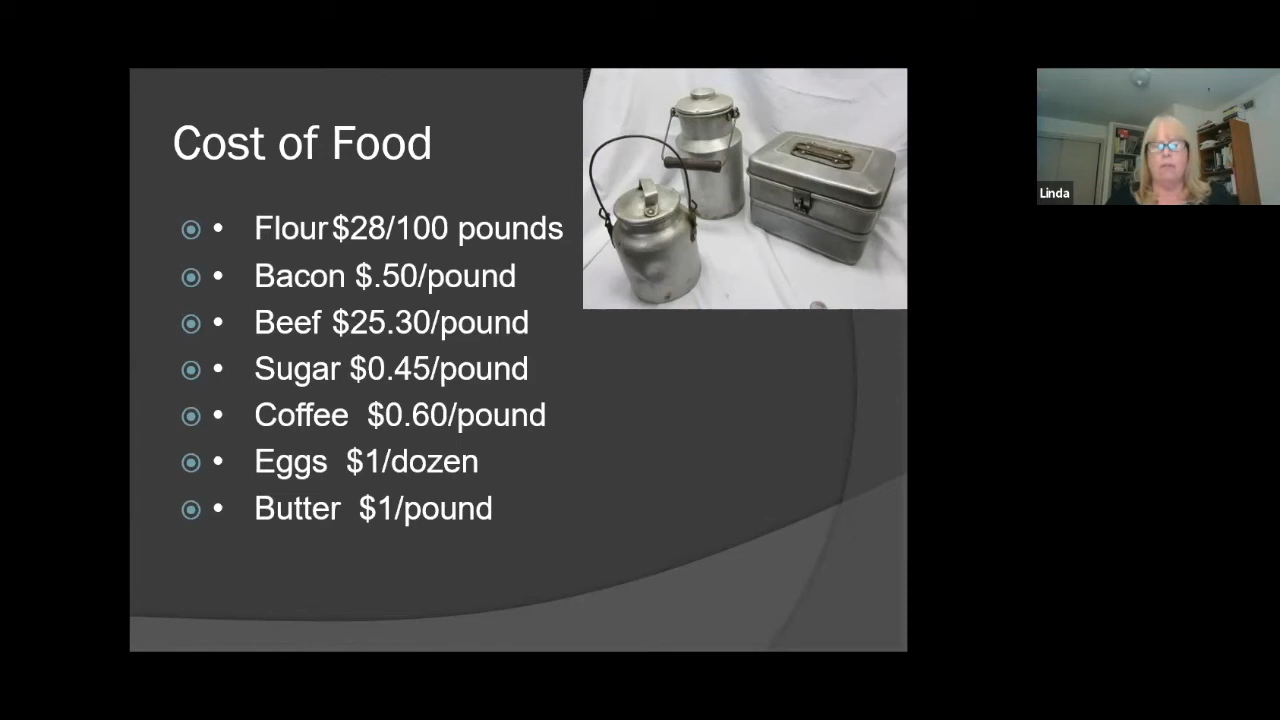 Cost of Food
• Flour $28/100 pounds
• Bacon $.50/pound
• Beef $25.30/pound
• Sugar $0.45/pound
• Coffee $0.60/pound
• Eggs $1/dozen
• Butter $1/pound
Linda